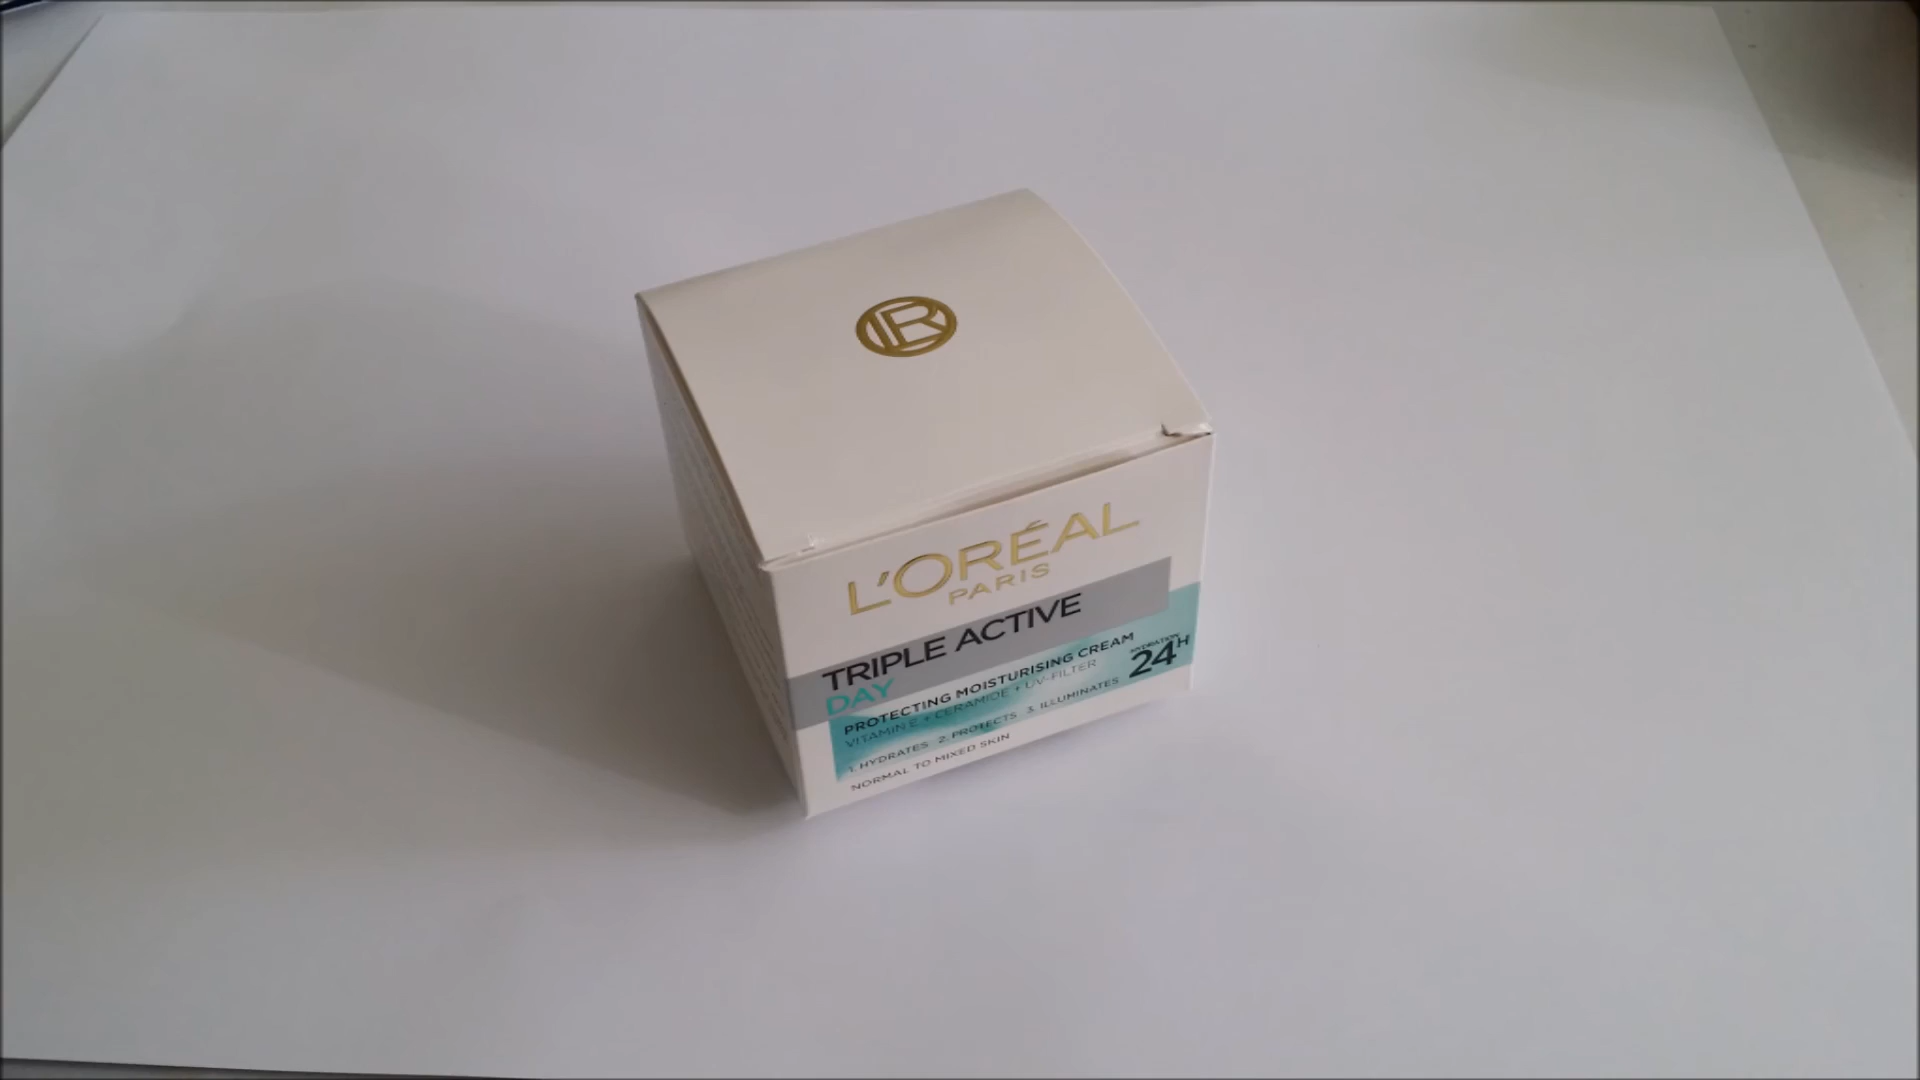 LR
L'ORÉAL
PARIS
TRIPLE ACTIVE
DAY
PROTECTING MOISTURISING CREAM
VITAMIN E + CERAMIDE + UV-FILTER
HYDRATION
24H
1. HYDRATES 2. PROTECTS 3. ILLUMINATES
NORMAL TO MIXED SKIN